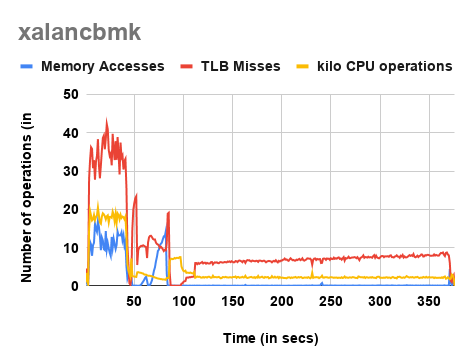 xalancbmk
Memory Accesses TLB Misses kilo CPU operations
Number of operations (in
50
40
30
20
10
0
50 100 150 200 250 300 350
Time (in secs)